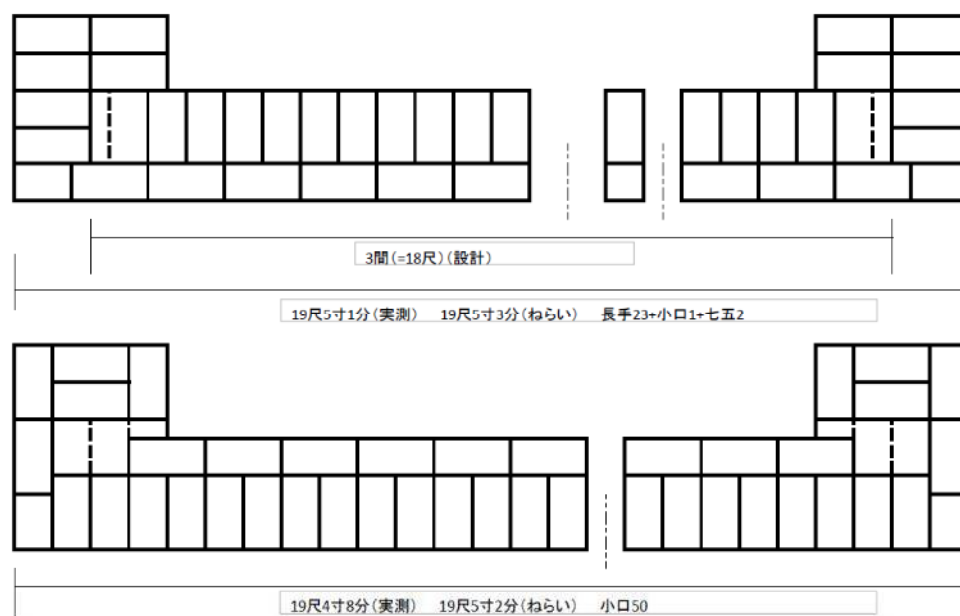 3間(=18尺)(設計)
19尺5寸1分(実測) 19尺5寸3分(ねらい) 長手23+小口1+七五2
19尺4寸8分(実測) 19尺5寸2分(ねらい) 小口50